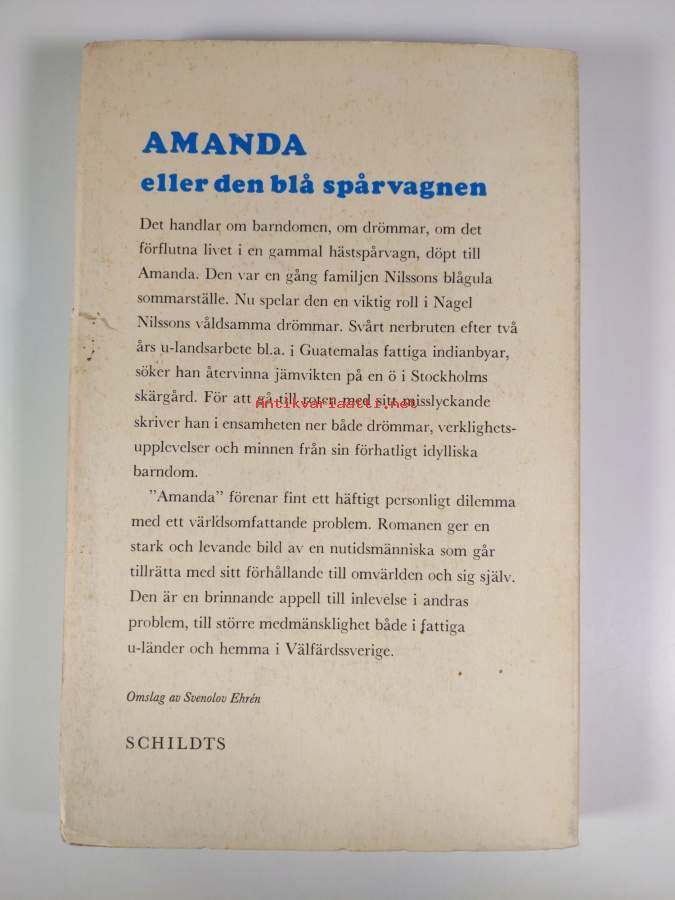 AMANDA
eller den blå spårvagnen
Det handlar om barndomen, om drömmar, om det
förflutna livet i en gammal hästspårvagn, döpt till
Amanda. Den var en gång familjen Nilssons blågula
sommarställe. Nu spelar den en viktig roll i Nagel
Nilssons våldsamma drömmar. Svårt nerbruten efter två
års u-landsarbete bl.a. i Guatemalas fattiga indianbyar,
söker han återvinna jämvikten på en ö i Stockholms
skärgård. För att gå till roten med sitt misslyckande
Antikvariaatti.net
skriver han i ensamheten ner både drömmar, verklighets-
upplevelser och minnen från sin förhatligt idylliska
barndom.
”Amanda” förenar fint ett häftigt personligt dilemma
med ett världsomfattande problem. Romanen ger en
stark och levande bild av en nutidsmänniska som går
tillrätta med sitt förhållande till omvärlden och sig själv.
Den är en brinnande appell till inlevelse i andras
problem, till större medmänsklighet både i fattiga
u-länder och hemma i Välfärdssverige.
Omslag av Svenolov Ehrén
SCHILDTS